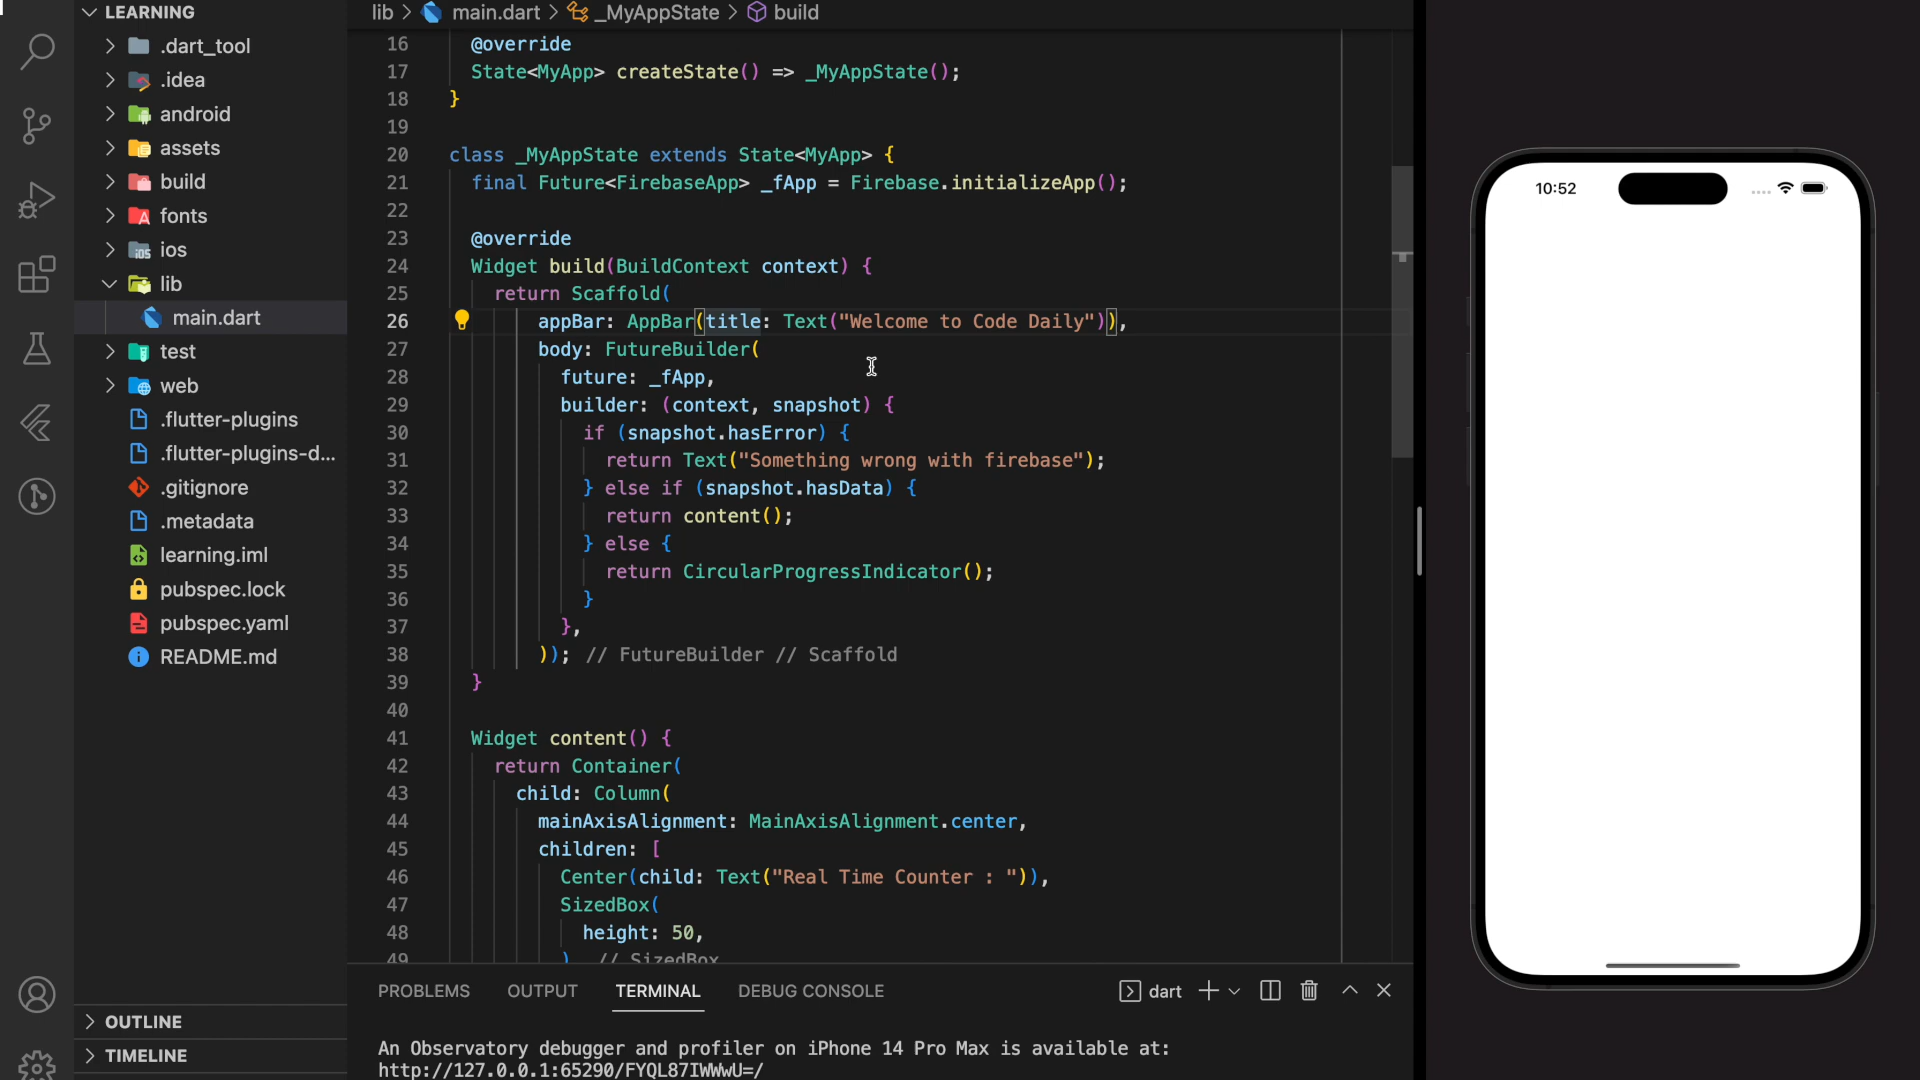 LEARNING
.dart_tool
.idea
android
assets
build
fonts
ios
lib
main.dart
test
web
.flutter-plugins
.flutter-plugins-d...
.gitignore
.metadata
learning.iml
pubspec.lock
pubspec.yaml
README.md
OUTLINE
TIMELINE
lib > main.dart > _MyAppState > build
16 @override
17 State<MyApp> createState() => _MyAppState();
18 }
19
20 class _MyAppState extends State<MyApp> {
21 final Future<FirebaseApp> _fApp = Firebase.initializeApp();
22
23 @override
24 Widget build(BuildContext context) {
25 return Scaffold(
26 appBar: AppBar(title: Text("Welcome to Code Daily")),
27 body: FutureBuilder(
28 future: _fApp,
29 builder: (context, snapshot) {
30 if (snapshot.hasError) {
31 return Text("Something wrong with firebase");
32 } else if (snapshot.hasData) {
33 return content();
34 } else {
35 return CircularProgressIndicator();
36 }
37 },
38 )); // FutureBuilder // Scaffold
39 }
40
41 Widget content() {
42 return Container(
43 child: Column(
44 mainAxisAlignment: MainAxisAlignment.center,
45 children: [
46 Center(child: Text("Real Time Counter : ")),
47 SizedBox(
48 height: 50,
49 ) // SizedBox
PROBLEMS OUTPUT TERMINAL DEBUG CONSOLE dart
An Observatory debugger and profiler on iPhone 14 Pro Max is available at:
http://127.0.0.1:65290/FYQL87IWWwU=/
10:52